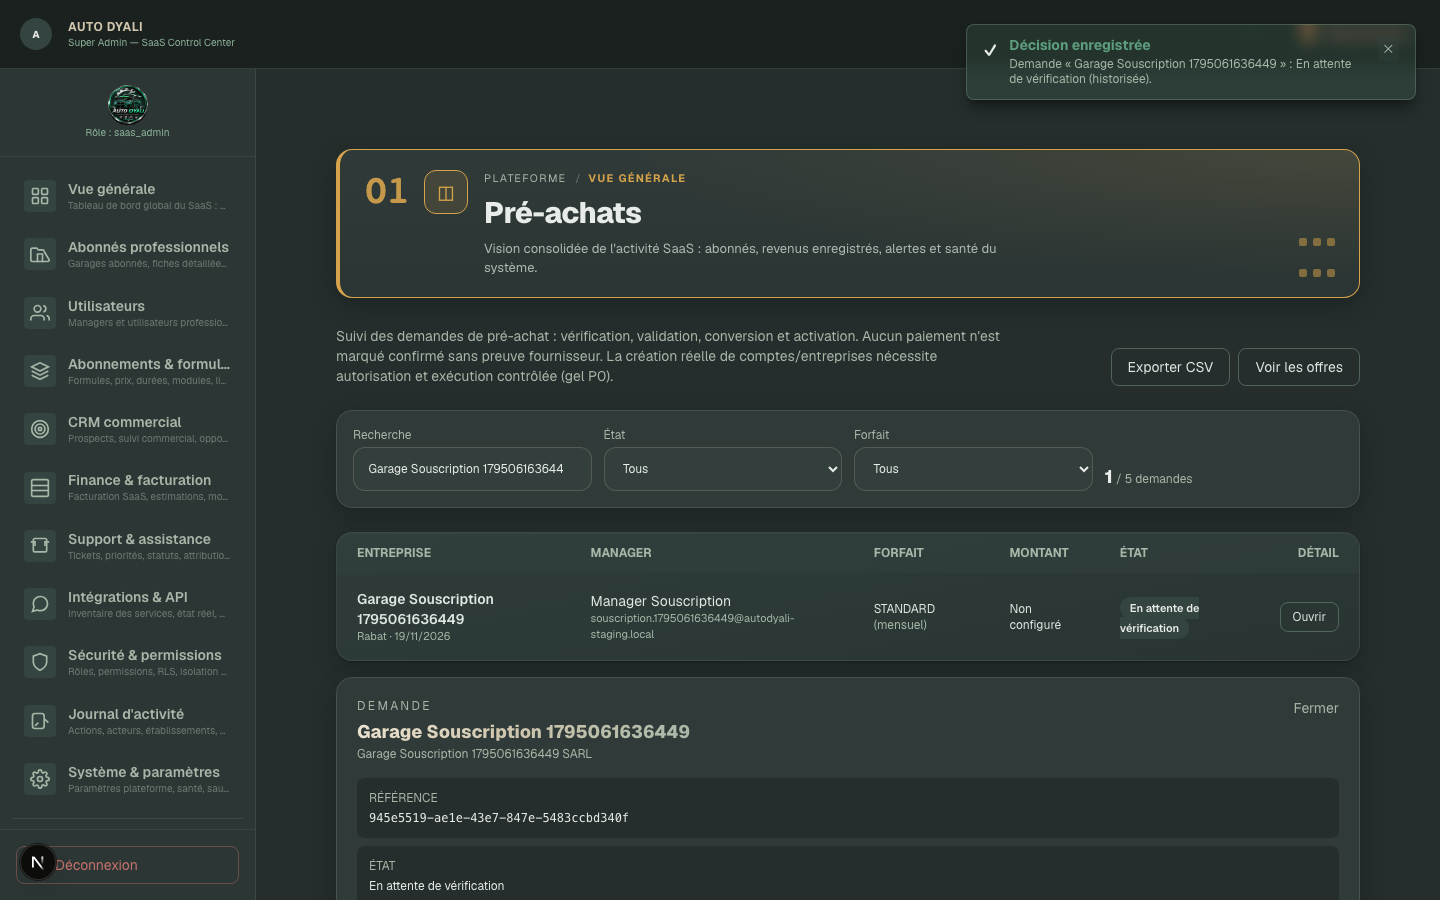 A
AUTO DYALI
Super Admin — SaaS Control Center
Décision enregistrée
Demande « Garage Souscription 1795061636449 » : En attente
de vérification (historisée).
AUTO DYALI
Rôle : saas_admin
Vue générale
Tableau de bord global du SaaS : ...
Abonnés professionnels
Garages abonnés, fiches détaillée...
Utilisateurs
Managers et utilisateurs professio...
Abonnements & formul...
Formules, prix, durées, modules, li...
CRM commercial
Prospects, suivi commercial, oppo...
Finance & facturation
Facturation SaaS, estimations, mo...
Support & assistance
Tickets, priorités, statuts, attributio...
Intégrations & API
Inventaire des services, état réel, ...
Sécurité & permissions
Rôles, permissions, RLS, isolation ...
Journal d'activité
Actions, acteurs, établissements, ...
Système & paramètres
Paramètres plateforme, santé, sau...
N
Déconnexion
01
PLATEFORME / VUE GÉNÉRALE
Pré-achats
Vision consolidée de l'activité SaaS : abonnés, revenus enregistrés, alertes et santé du
système.
Suivi des demandes de pré-achat : vérification, validation, conversion et activation. Aucun paiement n'est
marqué confirmé sans preuve fournisseur. La création réelle de comptes/entreprises nécessite
autorisation et exécution contrôlée (gel P0).
Exporter CSV
Voir les offres
Recherche
État
Forfait
Garage Souscription 179506163644
Tous
Tous
1 / 5 demandes
ENTREPRISE MANAGER FORFAIT MONTANT ÉTAT DÉTAIL
Garage Souscription
1795061636449
Rabat · 19/11/2026
Manager Souscription
souscription.1795061636449@autodyali-
staging.local
STANDARD
(mensuel)
Non
configuré
En attente de
vérification
Ouvrir
DEMANDE
Fermer
Garage Souscription 1795061636449
Garage Souscription 1795061636449 SARL
RÉFÉRENCE
945e5519-ae1e-43e7-847e-5483ccbd340f
ÉTAT
En attente de vérification